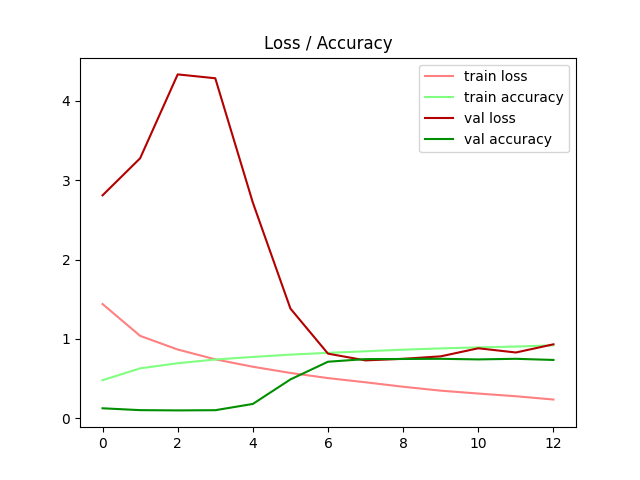 Loss / Accuracy
train loss
train accuracy
val loss
val accuracy
4
3
2
1
0
0 2 4 6 8 10 12